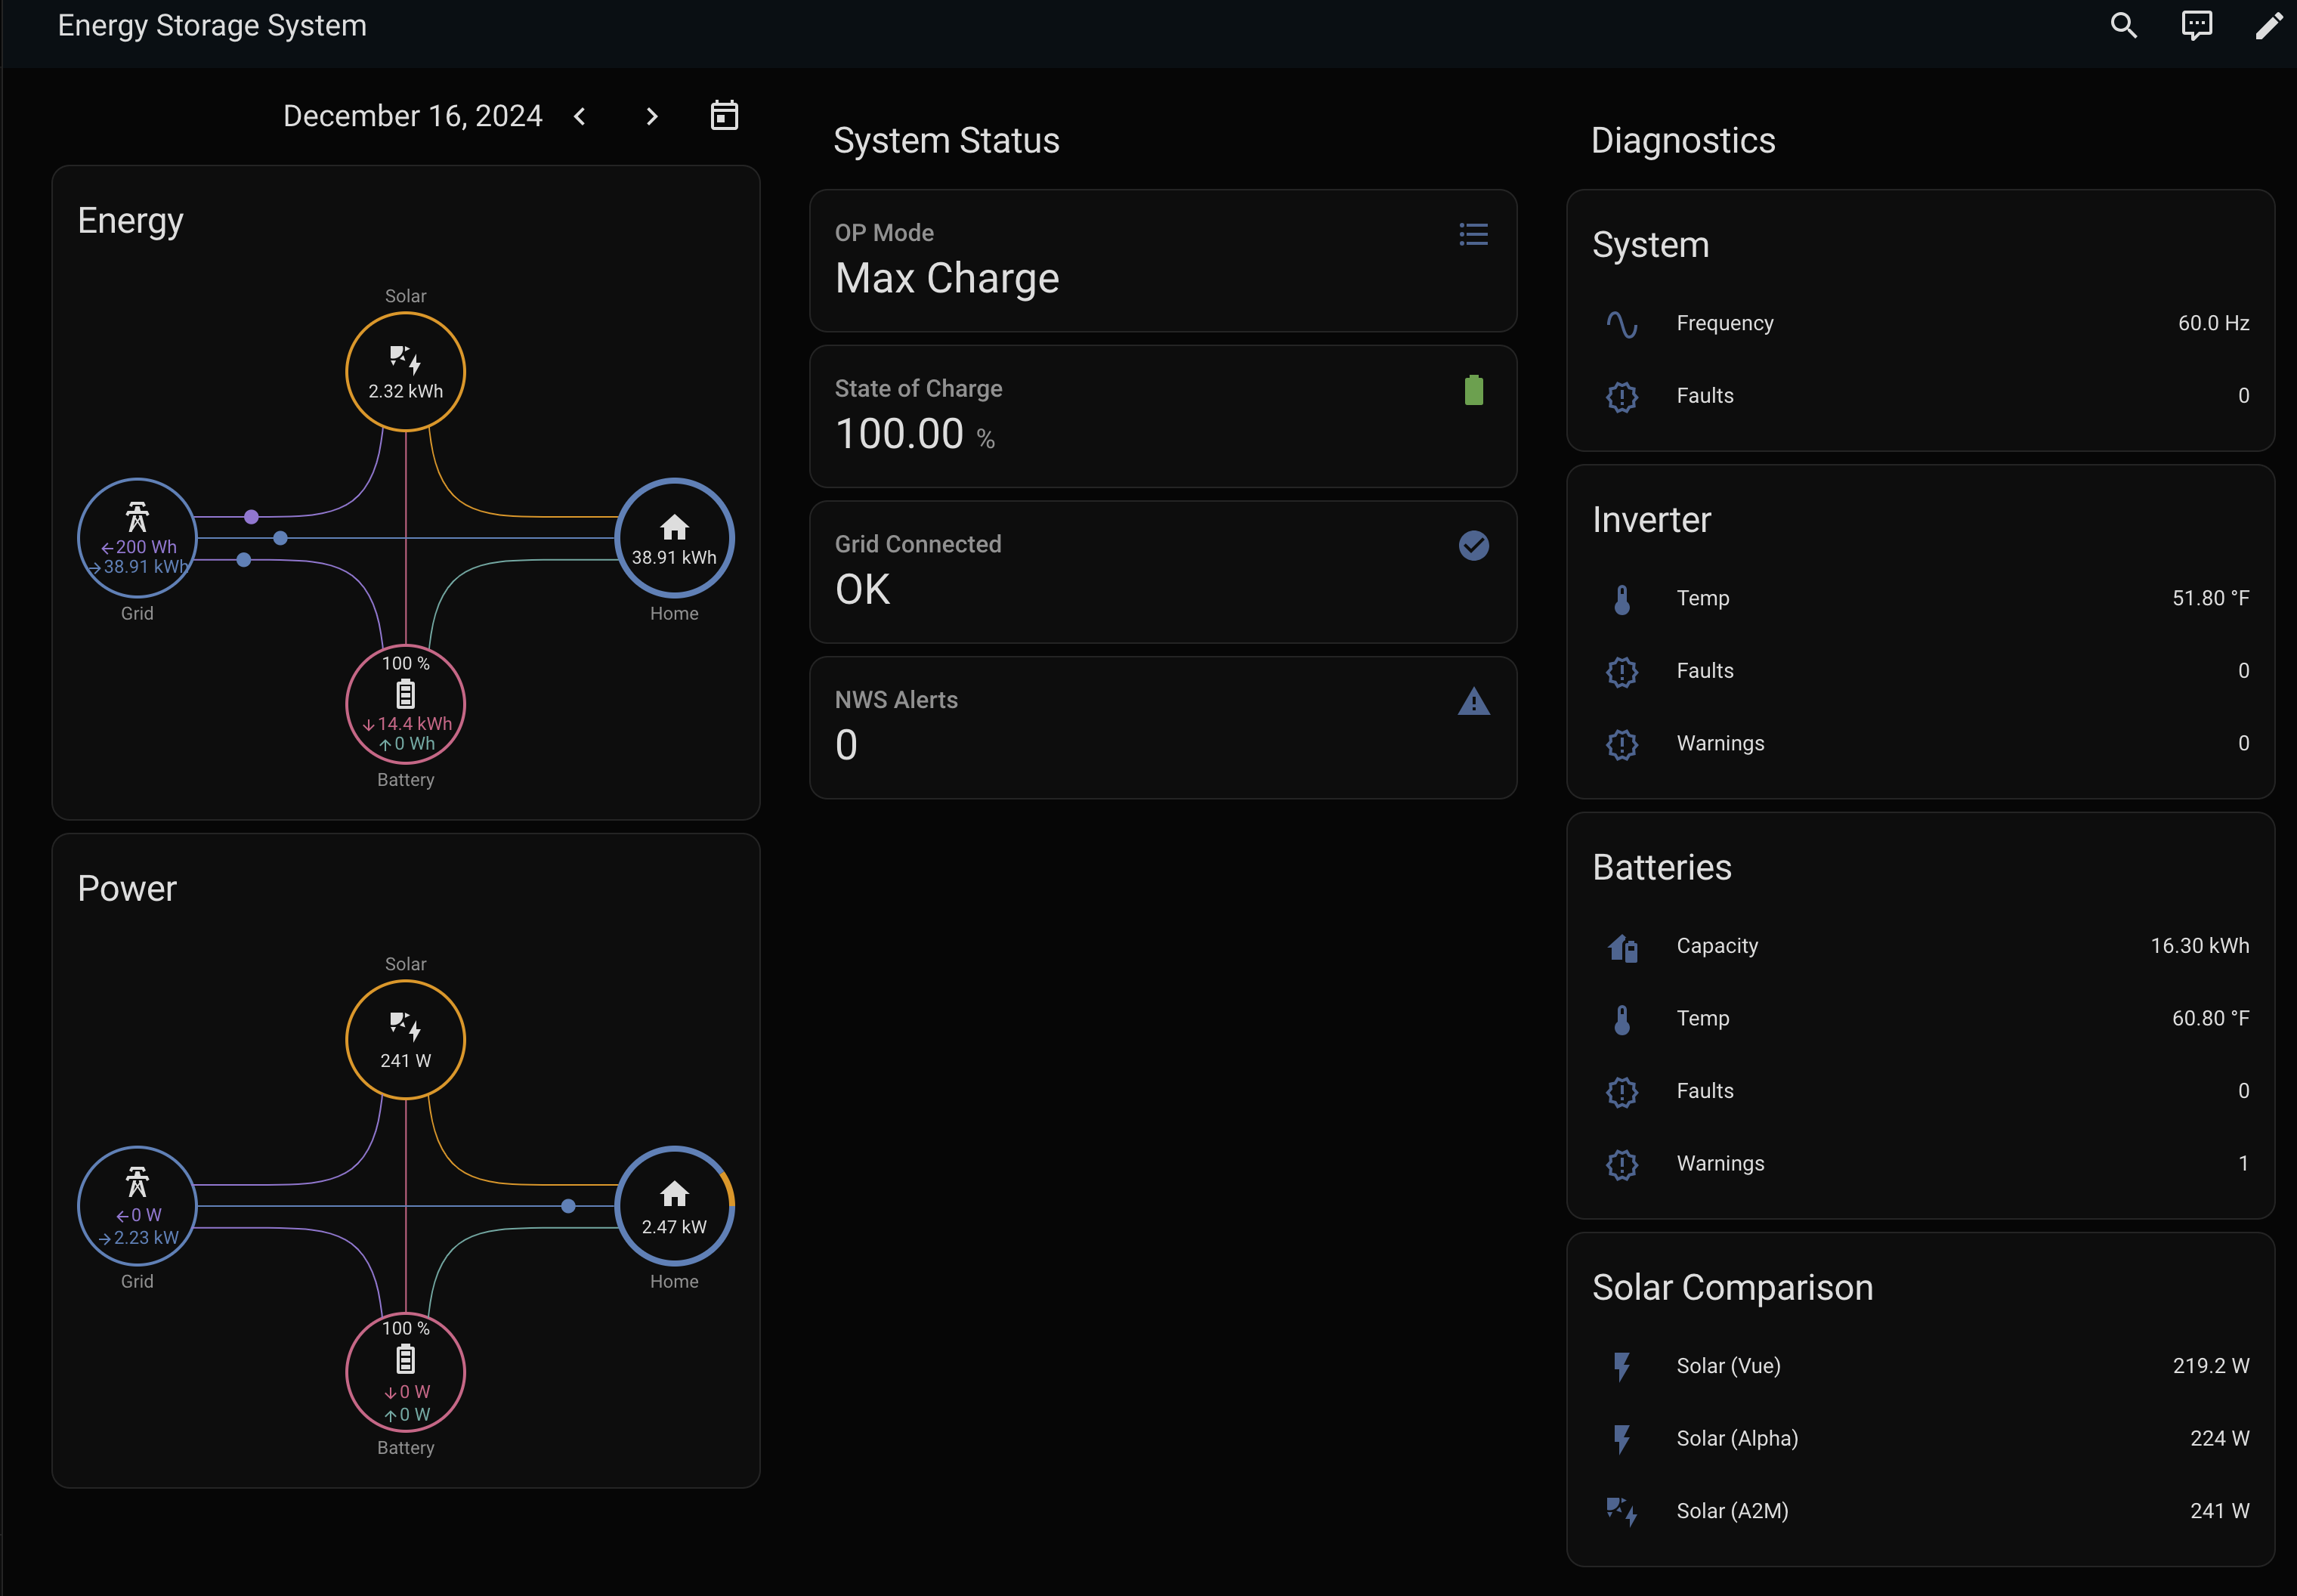 Energy Storage System
December 16, 2024
Energy
Solar
2.32 kWh
←200 Wh
→38.91 kWh
Grid
38.91 kWh
Home
100 %
↓14.4 kWh
↑0 Wh
Battery
Power
Solar
241 W
←0 W
→2.23 kW
Grid
2.47 kW
Home
100 %
↓0 W
↑0 W
Battery
System Status
OP Mode
Max Charge
State of Charge
100.00 %
Grid Connected
OK
NWS Alerts
0
Diagnostics
System
Frequency 60.0 Hz
Faults 0
Inverter
Temp 51.80 °F
Faults 0
Warnings 0
Batteries
Capacity 16.30 kWh
Temp 60.80 °F
Faults 0
Warnings 1
Solar Comparison
Solar (Vue) 219.2 W
Solar (Alpha) 224 W
Solar (A2M) 241 W